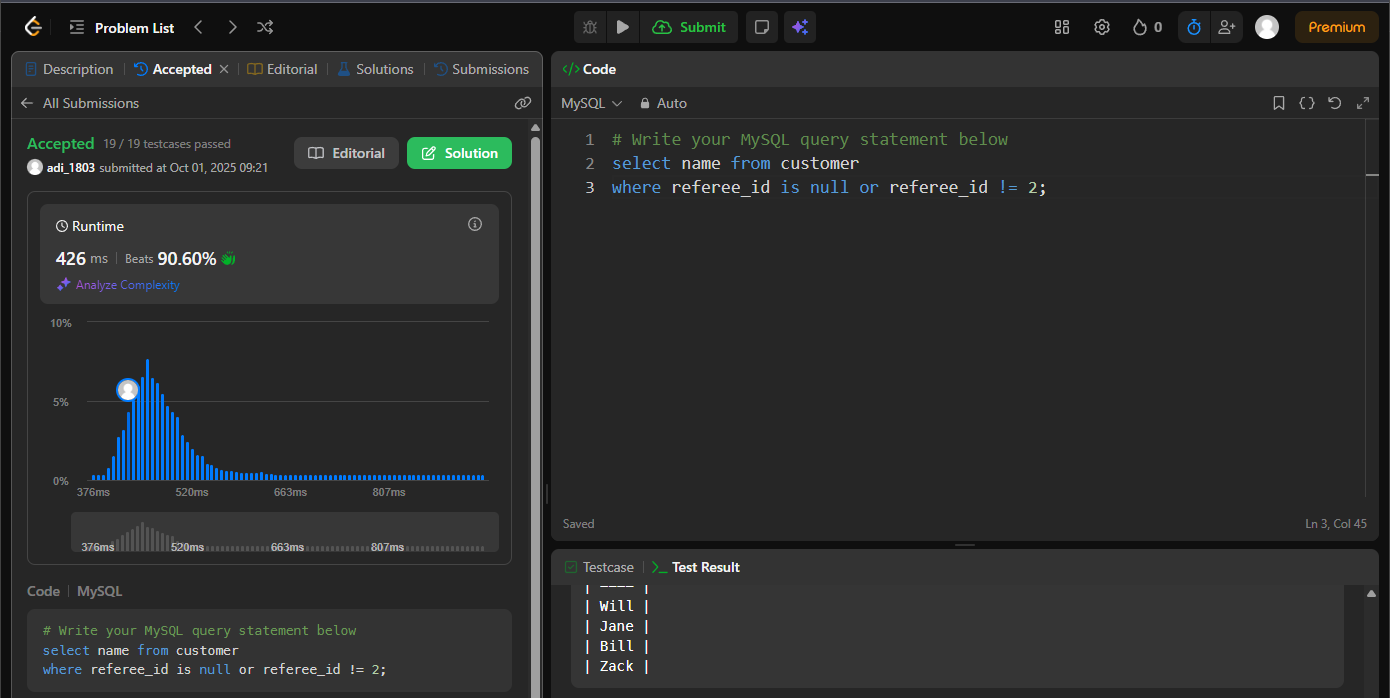 Problem List
Submit
0
Premium
Description
Accepted
Editorial
Solutions
Submissions
All Submissions
Accepted 19 / 19 testcases passed
adi_1803 submitted at Oct 01, 2025 09:21
Editorial
Solution
Runtime
426 ms Beats 90.60%
Analyze Complexity
10%
5%
0%
376ms 520ms 663ms 807ms
376ms 520ms 663ms 807ms
Code | MySQL
# Write your MySQL query statement below
select name from customer
where referee_id is null or referee_id != 2;
</> Code
MySQL
Auto
1 # Write your MySQL query statement below
2 select name from customer
3 where referee_id is null or referee_id != 2;
Saved
Ln 3, Col 45
Testcase
>_ Test Result
| Will |
| Jane |
| Bill |
| Zack |